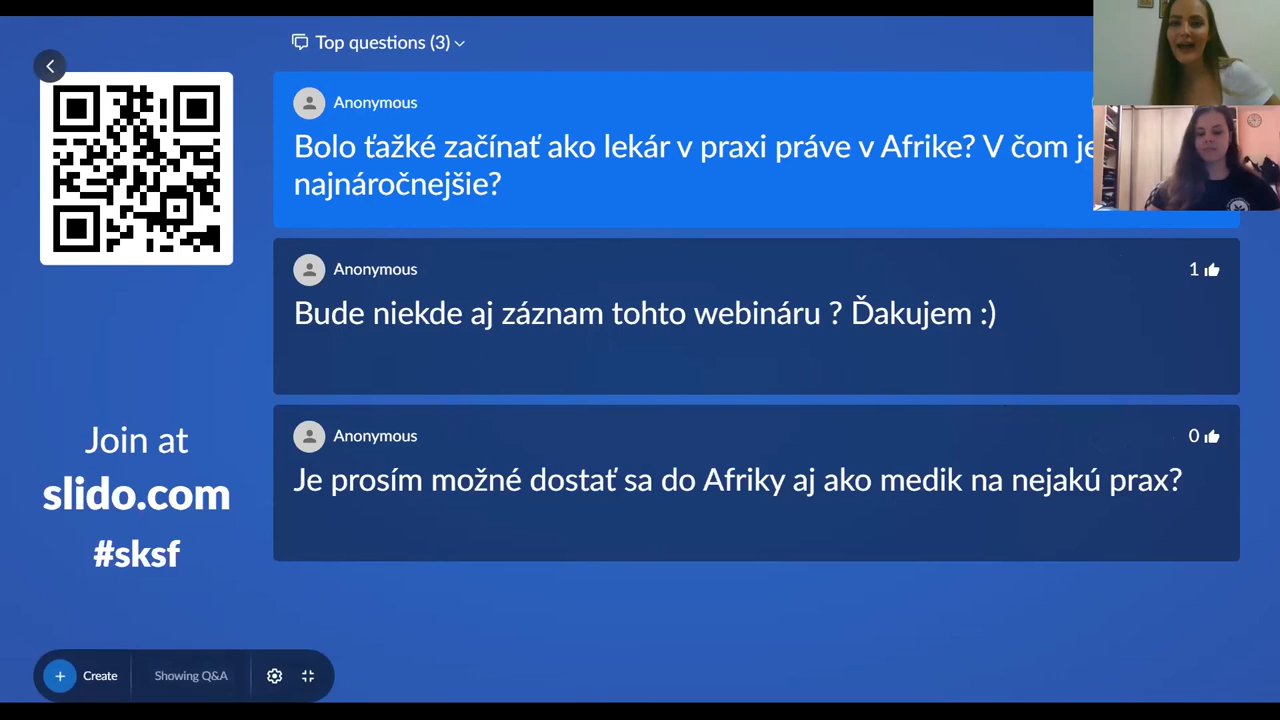 Top questions (3)
Anonymous
Bolo ťažké začínať ako lekár v praxi práve v Afrike? V čom je
najnáročnejšie?
Anonymous
1
Bude niekde aj záznam tohto webináru ? Ďakujem :)
Anonymous
0
Je prosím možné dostať sa do Afriky aj ako medik na nejakú prax?
Join at
slido.com
#sksf
Create
Showing Q&A